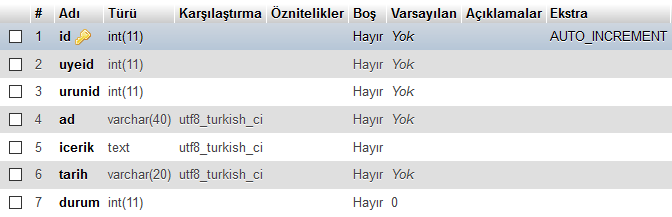 # Adı Türü Karşılaştırma Öznitelikler Boş Varsayılan Açıklamalar Ekstra
1 id int(11) Hayır Yok AUTO_INCREMENT
2 uyeid int(11) Hayır Yok
3 urunid int(11) Hayır Yok
4 ad varchar(40) utf8_turkish_ci Hayır Yok
5 icerik text utf8_turkish_ci Hayır
6 tarih varchar(20) utf8_turkish_ci Hayır Yok
7 durum int(11) Hayır 0